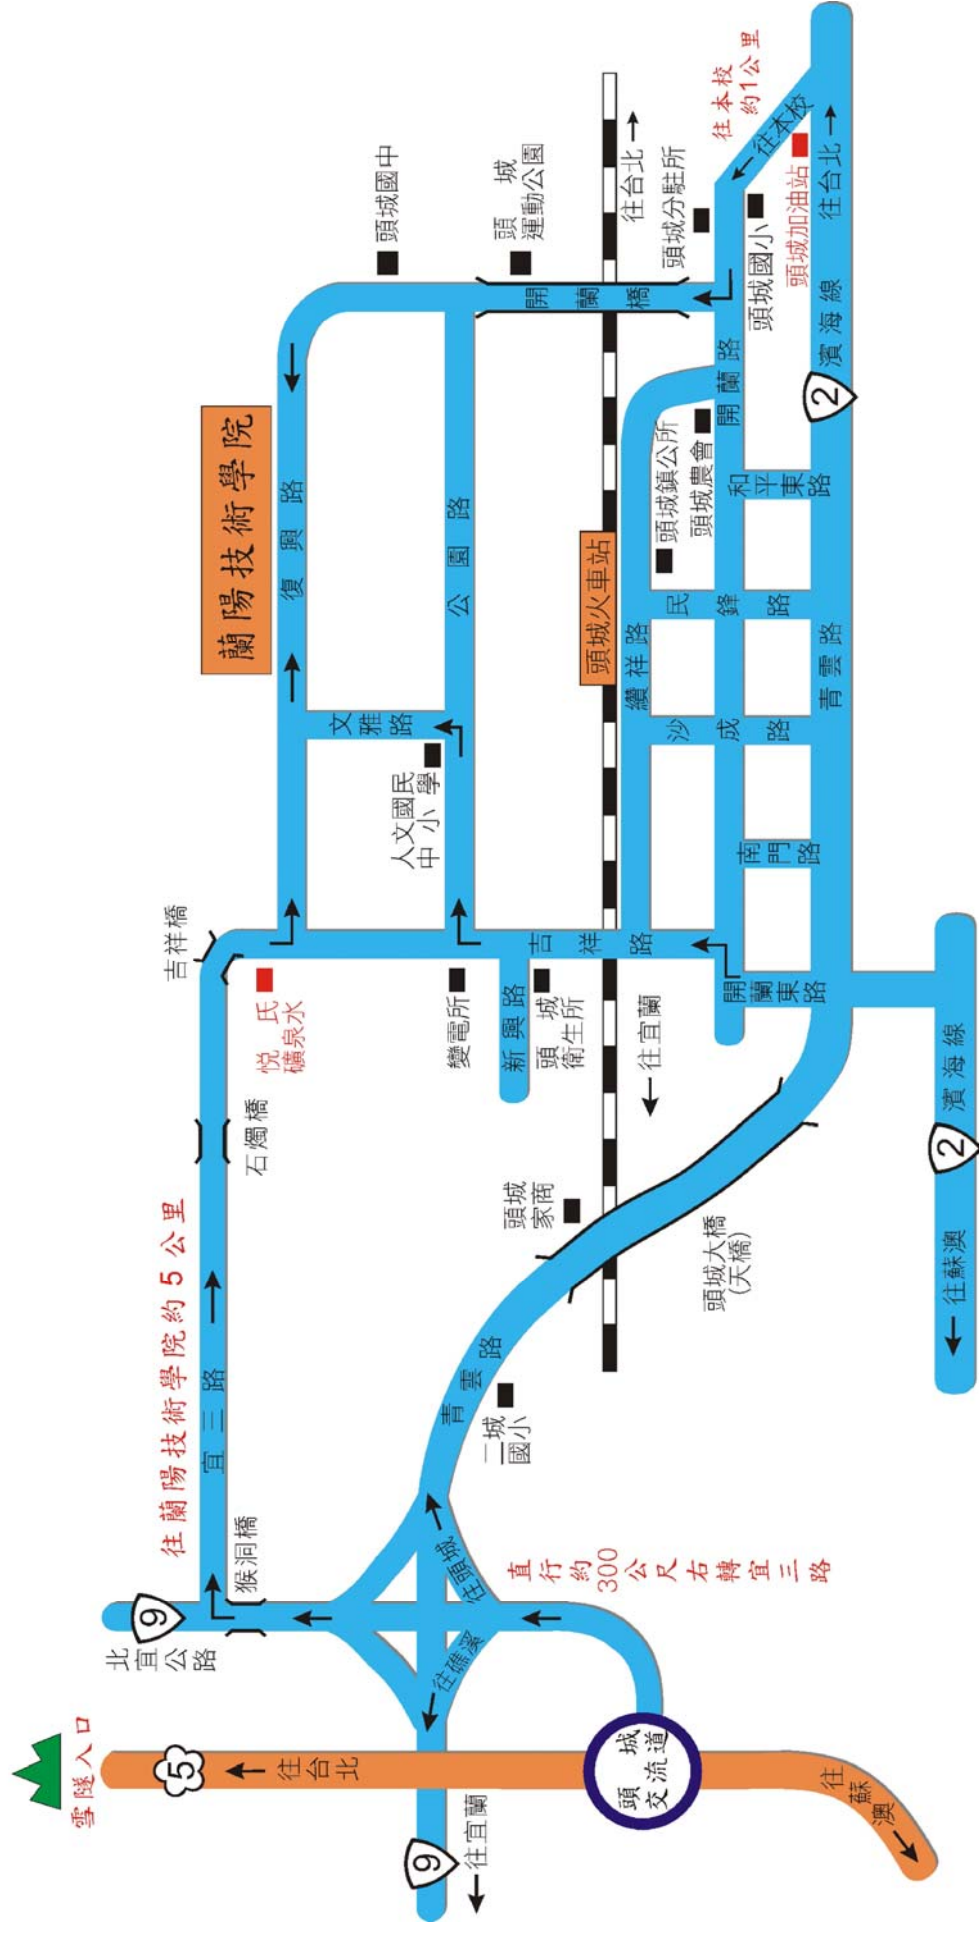 雪隧入口
5
往台北
頭城
交流道
往蘇澳
9
往宜蘭
北宜公路
9
猴洞橋
往礁溪
往頭城
直行約300公尺右轉宜三路
往蘭陽技術學院約5公里
宜三路
石燭橋
吉祥橋
悅氏
礦泉水
二城
國小
青雲路
頭城
家商
頭城大橋
(天橋)
變電所
新興路
頭城
衛生所
往宜蘭
吉祥路
開蘭東路
2
濱海線
往蘇澳
人文國民
中小學
文雅路
公園路
復興路
蘭陽技術學院
頭城火車站
纘祥路
南門路
沙成路
民鋒路
和平東路
青雲路
頭城鎮公所
頭城農會
開蘭路
開蘭橋
頭城國中
頭城
運動公園
往台北
頭城分駐所
頭城國小
頭城加油站
往本校
約1公里
往本校
往台北
濱海線
2